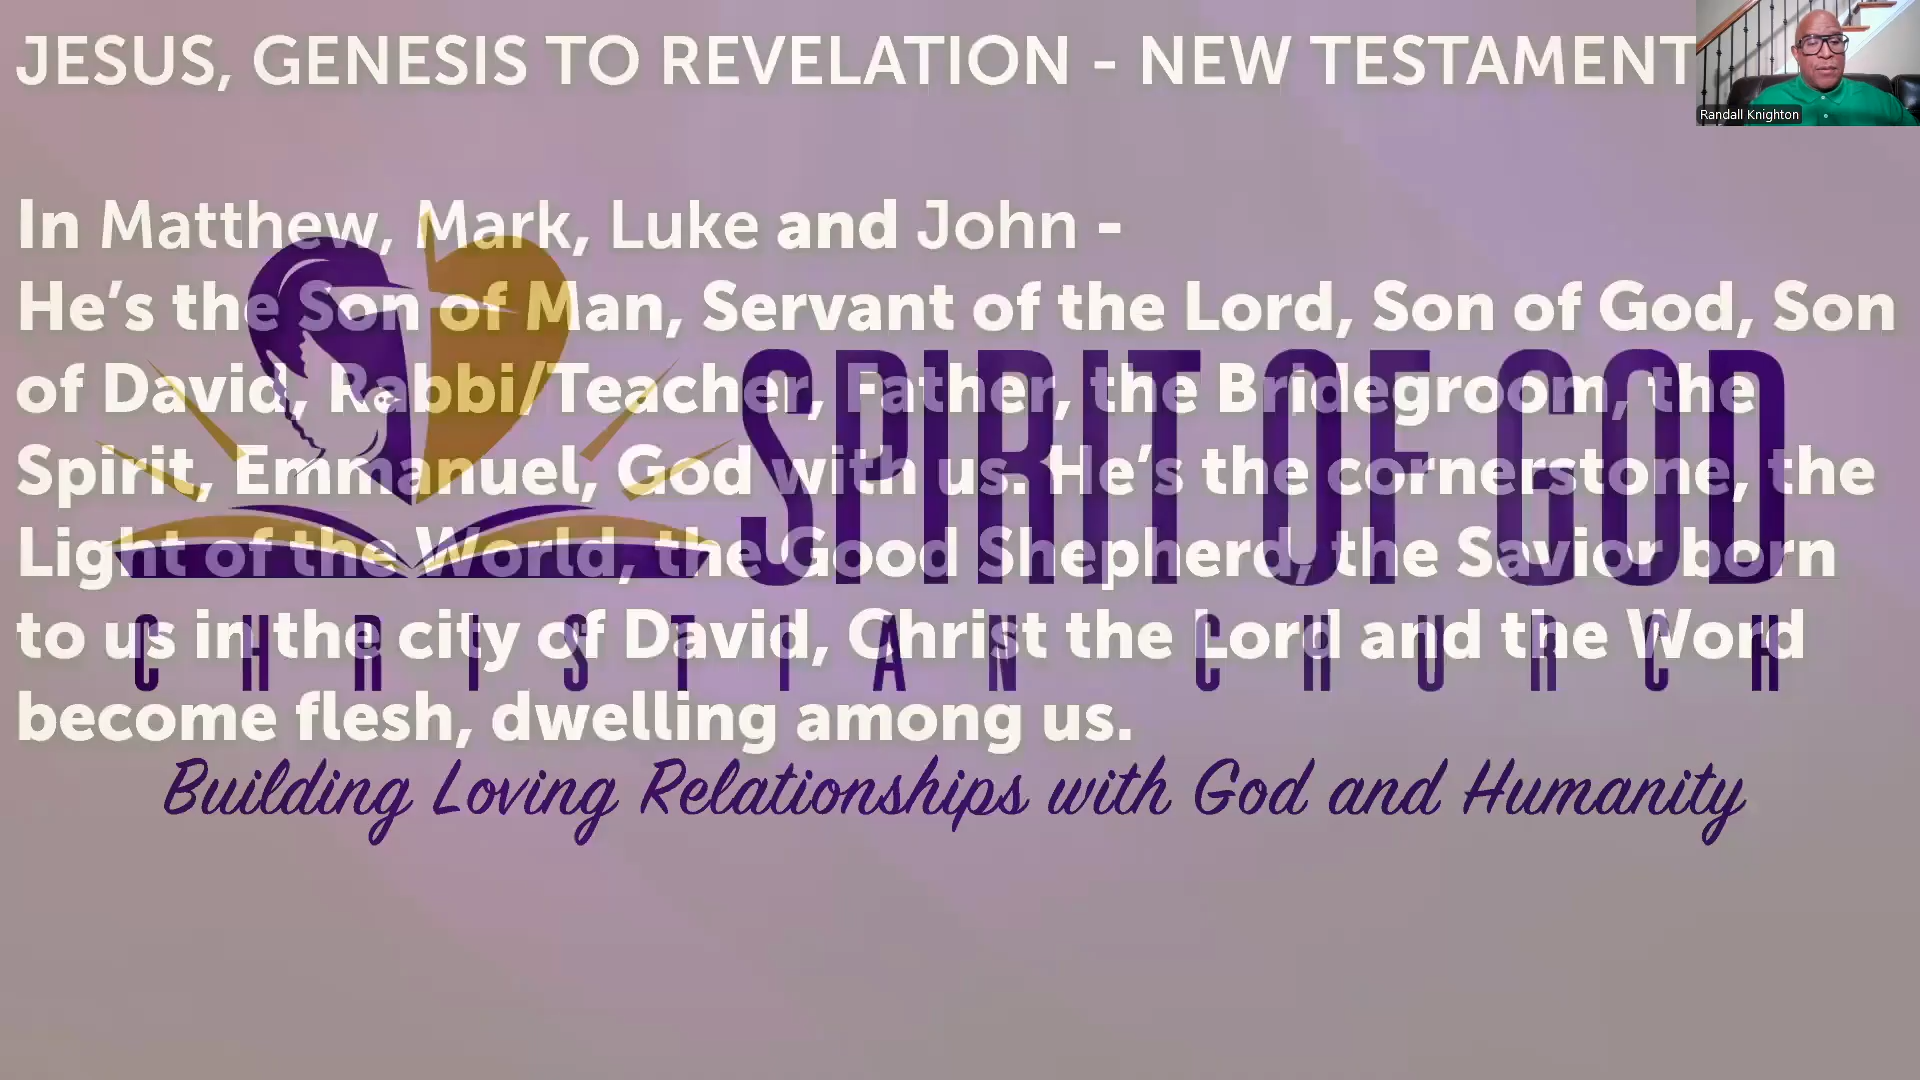 JESUS, GENESIS TO REVELATION - NEW TESTAMENT
Randall Knighton
In Matthew, Mark, Luke and John -
He’s the Son of Man, Servant of the Lord, Son of God, Son
of David, Rabbi/Teacher, Father, the Bridegroom, the
Spirit, Emmanuel, God with us. He’s the cornerstone, the
Light of the World, the Good Shepherd, the Savior born
to us in the city of David, Christ the Lord and the Word
become flesh, dwelling among us.
SPIRIT OF GOD
CHRISTIAN CHURCH
Building Loving Relationships with God and Humanity